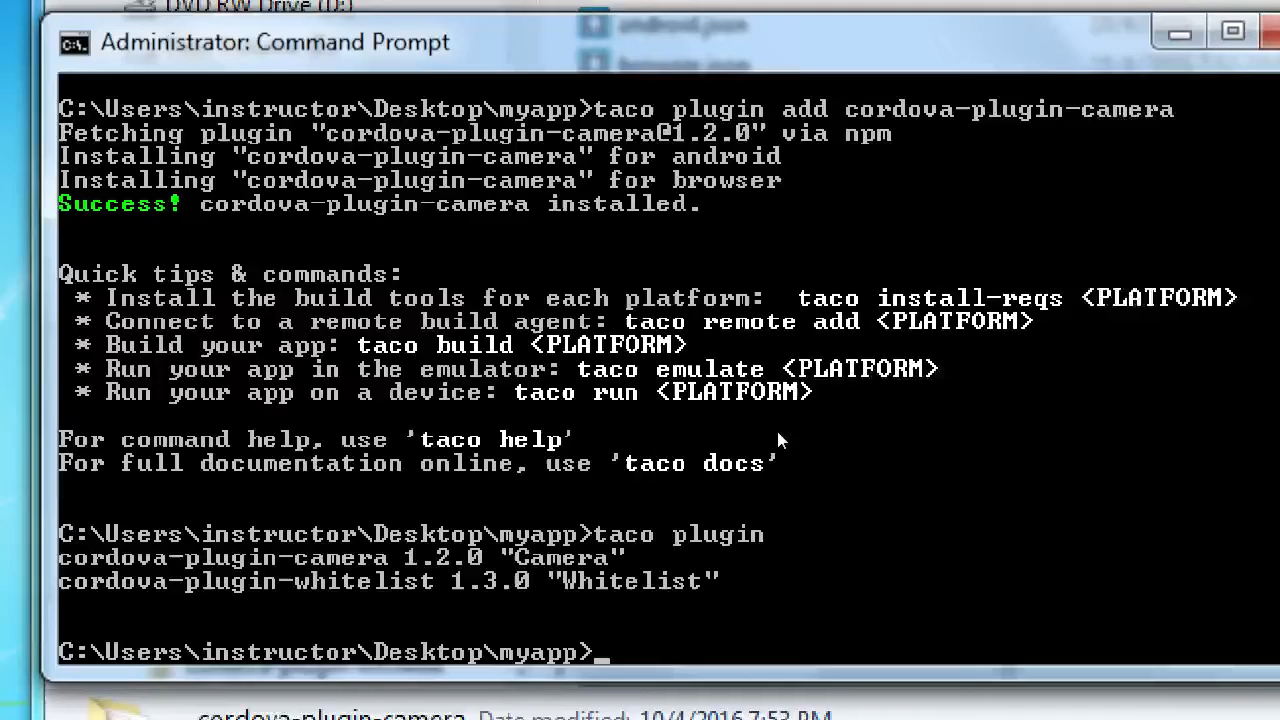 DVD RW Drive (D:)
android.json
browser.json
Administrator: Command Prompt
C:\Users\instructor\Desktop\myapp>taco plugin add cordova-plugin-camera
Fetching plugin "cordova-plugin-camera@1.2.0" via npm
Installing "cordova-plugin-camera" for android
Installing "cordova-plugin-camera" for browser
Success! cordova-plugin-camera installed.
Quick tips & commands:
* Install the build tools for each platform:  taco install-reqs <PLATFORM>
* Connect to a remote build agent: taco remote add <PLATFORM>
* Build your app: taco build <PLATFORM>
* Run your app in the emulator: taco emulate <PLATFORM>
* Run your app on a device: taco run <PLATFORM>
For command help, use 'taco help'
For full documentation online, use 'taco docs'
C:\Users\instructor\Desktop\myapp>taco plugin
cordova-plugin-camera 1.2.0 "Camera"
cordova-plugin-whitelist 1.3.0 "Whitelist"
C:\Users\instructor\Desktop\myapp>_
cordova-plugin-camera Date modified: 10/4/2016 7:53 PM